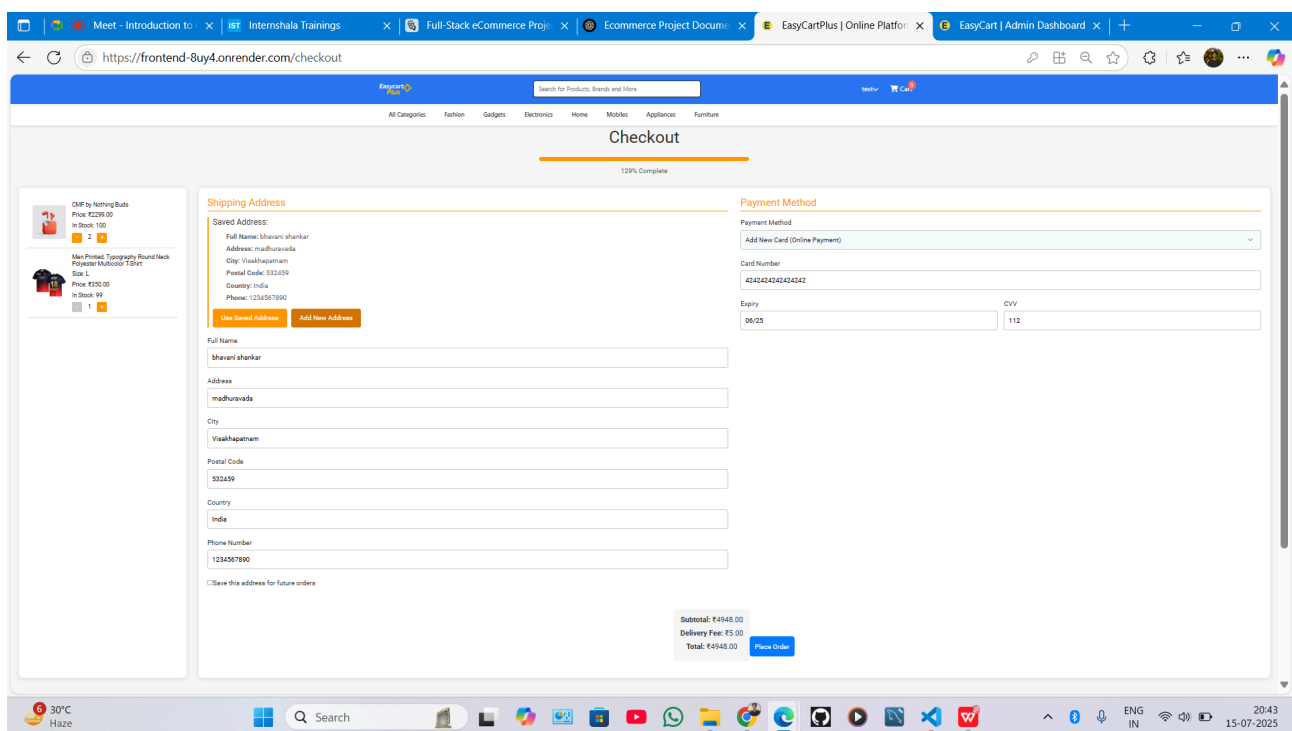 Meet - Introduction to
Internshala Trainings
Full-Stack eCommerce Proje
Ecommerce Project Docume
EasyCartPlus | Online Platfor
EasyCart | Admin Dashboard
https://frontend-8uy4.onrender.com/checkout
Easycart
Plus
Search for Products, Brands and More
test
Cart
3
All Categories Fashion Gadgets Electronics Home Mobiles Appliances Furniture
Checkout
129% Complete
CMF by Nothing Buds
Price: ₹2299.00
In Stock: 100
- 2 +
Men Printed, Typography Round Neck
Polyester Multicolor T-Shirt
Size: L
Price: ₹350.00
In Stock: 99
- 1 +
Shipping Address
Saved Address:
Full Name: bhavani shankar
Address: madhuravada
City: Visakhapatnam
Postal Code: 532459
Country: India
Phone: 1234567890
Use Saved Address Add New Address
Full Name
bhavani shankar
Address
madhuravada
City
Visakhapatnam
Postal Code
532459
Country
India
Phone Number
1234567890
Save this address for future orders
Payment Method
Payment Method
Add New Card (Online Payment)
Card Number
4242424242424242
Expiry CVV
06/25 112
Subtotal: ₹4948.00
Delivery Fee: ₹5.00
Total: ₹4948.00
Place Order
6
30°C
Haze
Search
ENG
IN
20:43
15-07-2025